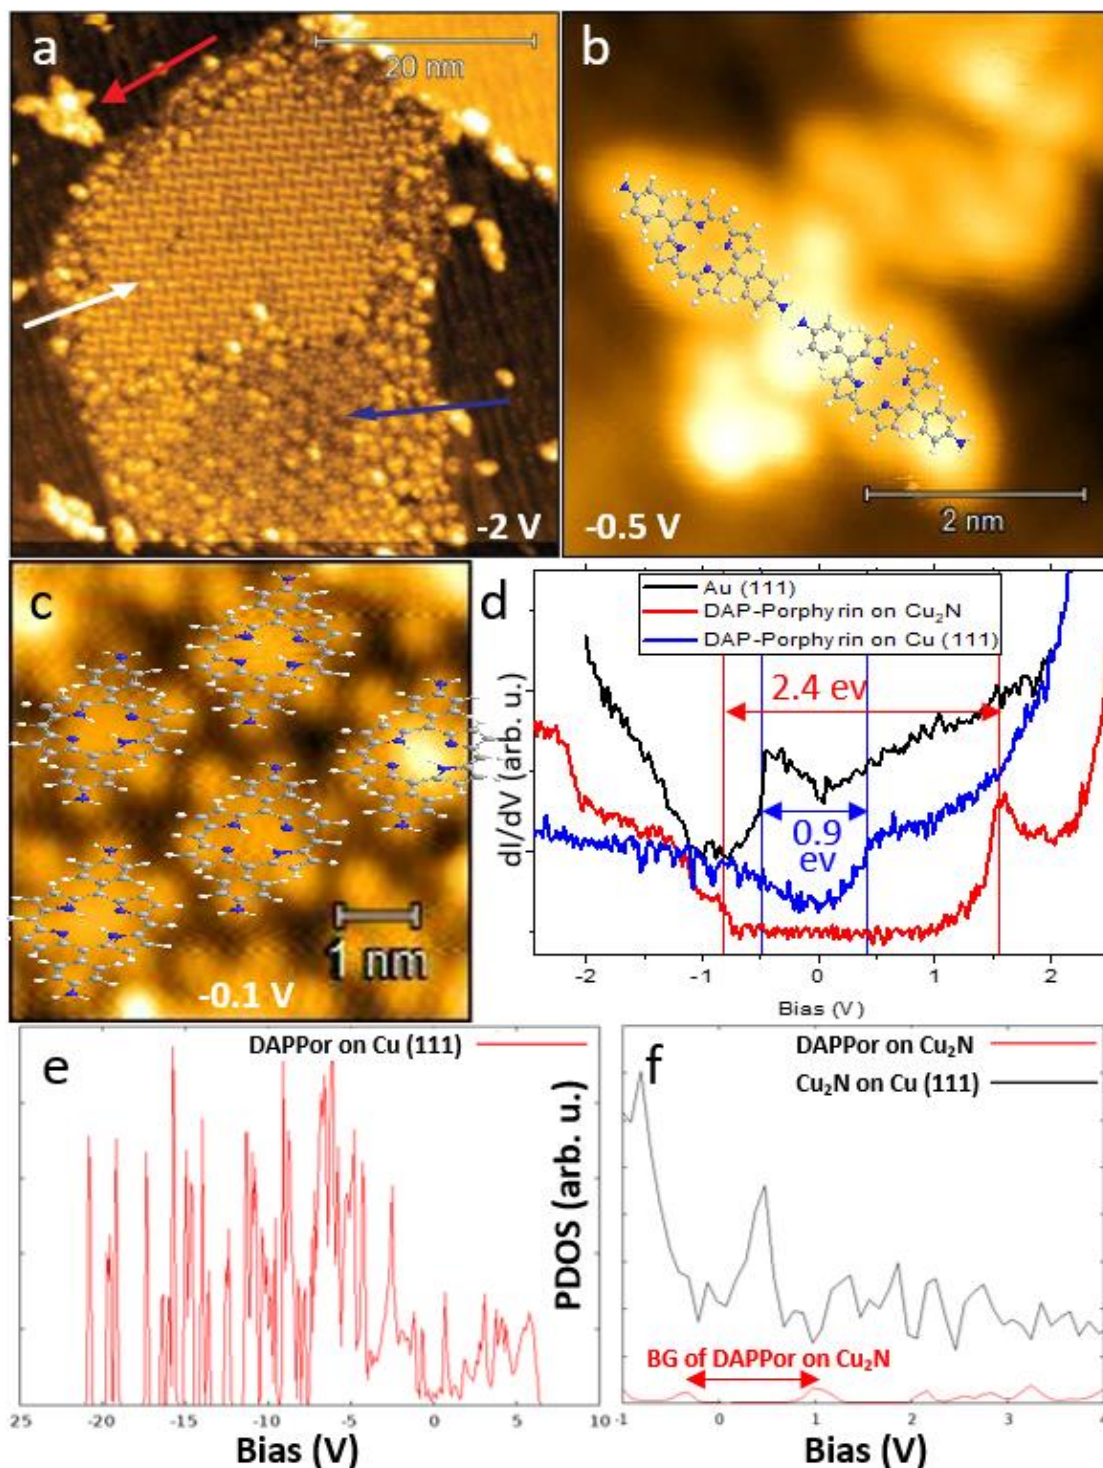 a
20 nm
-2 V
b
-0.5 V
2 nm
c
1 nm
-0.1 V
d
Au (111)
DAP-Porphyrin on Cu₂N
DAP-Porphyrin on Cu (111)
2.4 ev
0.9
ev
dI/dV (arb. u.)
-2 -1 0 1 2
Bias (V)
e
DAPPor on Cu (111)
25 -20 -15 -10 -5 0 5 10
Bias (V)
f
DAPPor on Cu₂N
Cu₂N on Cu (111)
PDOS (arb. u.)
BG of DAPPor on Cu₂N
-1 0 1 2 3 4
Bias (V)